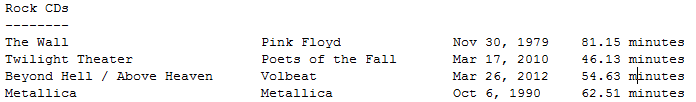 Rock CDs
--------
The Wall Pink Floyd Nov 30, 1979 81.15 minutes
Twilight Theater Poets of the Fall Mar 17, 2010 46.13 minutes
Beyond Hell / Above Heaven Volbeat Mar 26, 2012 54.63 minutes
Metallica Metallica Oct 6, 1990 62.51 minutes